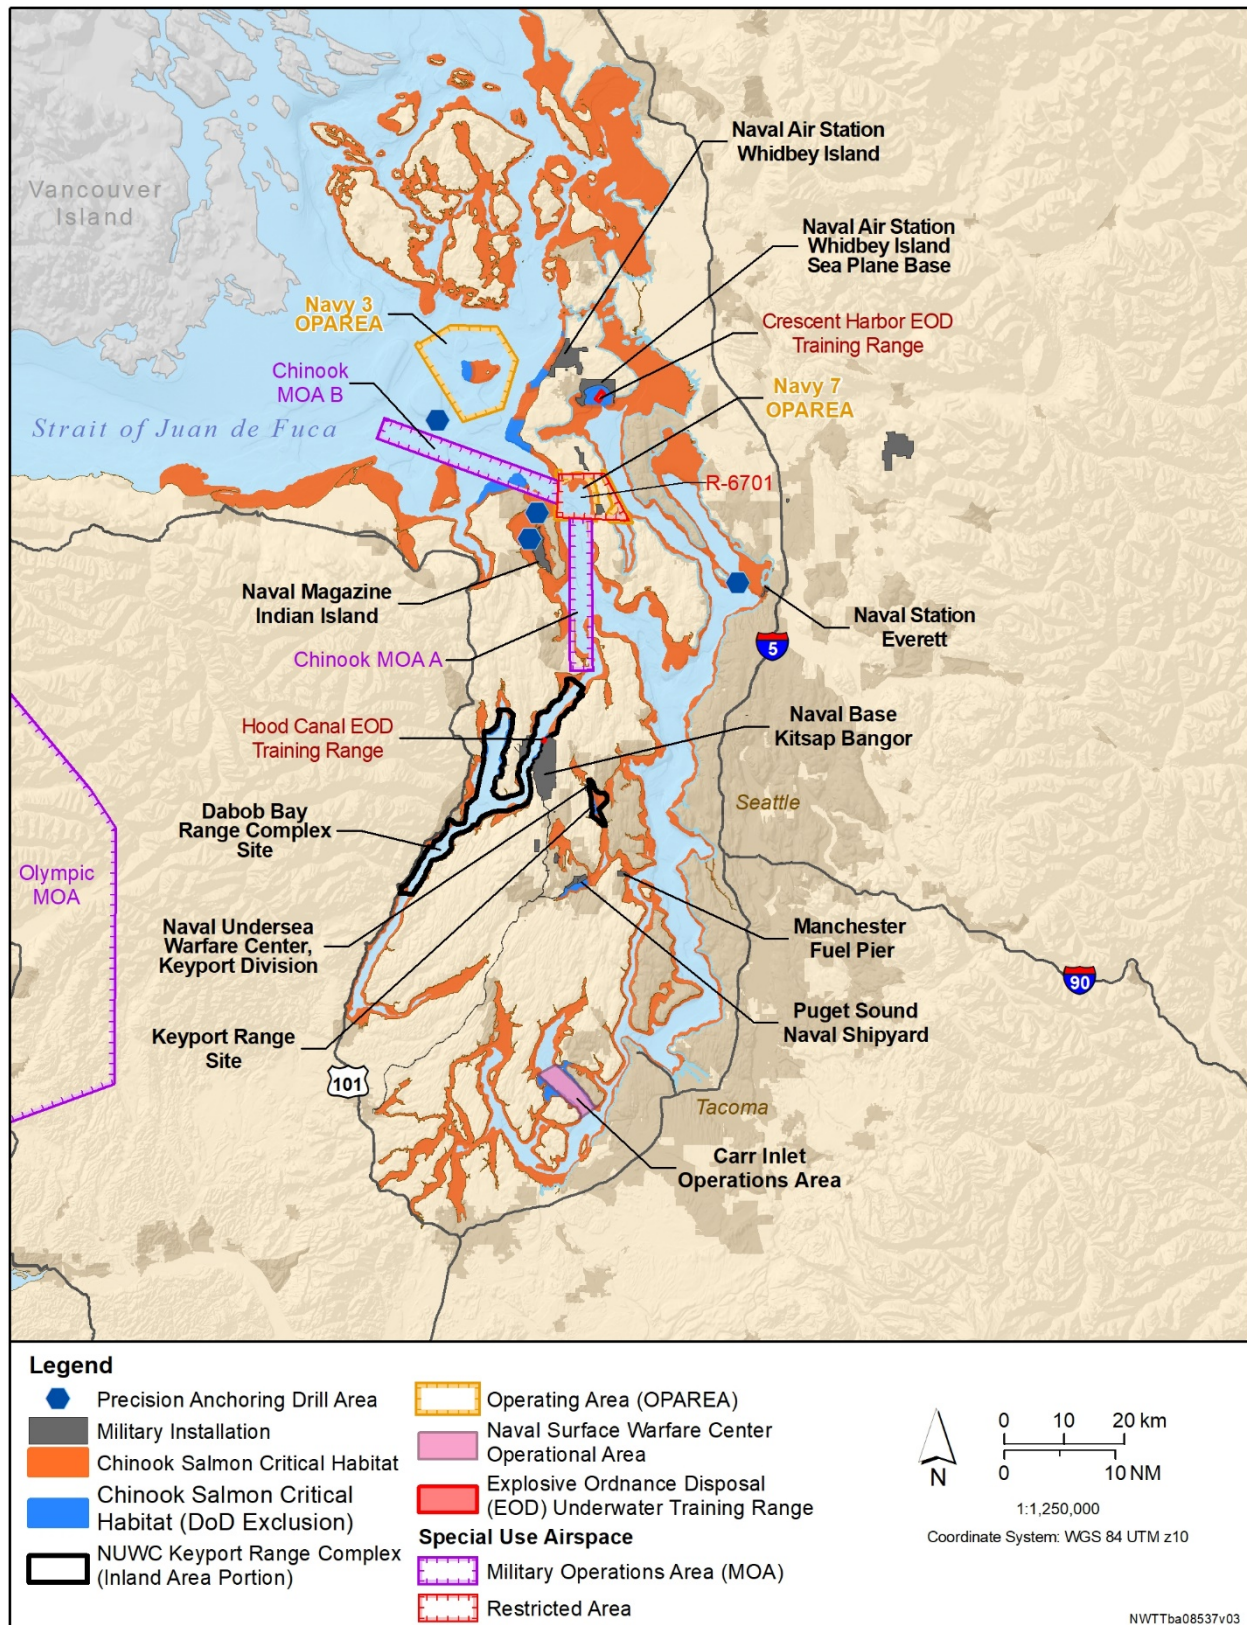 Naval Air Station
Whidbey Island
Vancouver
Island
Naval Air Station
Whidbey Island
Sea Plane Base
Navy 3
OPAREA
Crescent Harbor EOD
Training Range
Chinook
MOA B
Navy 7
OPAREA
Strait of Juan de Fuca
R-6701
Naval Magazine
Indian Island
Naval Station
Everett
5
Chinook MOA A
Hood Canal EOD
Training Range
Naval Base
Kitsap Bangor
Seattle
Dabob Bay
Range Complex
Site
Olympic
MOA
Naval Undersea
Warfare Center,
Keyport Division
Manchester
Fuel Pier
90
Puget Sound
Naval Shipyard
Keyport Range
Site
101
Tacoma
Carr Inlet
Operations Area
Legend
Precision Anchoring Drill Area
Military Installation
Chinook Salmon Critical Habitat
Chinook Salmon Critical
Habitat (DoD Exclusion)
NUWC Keyport Range Complex
(Inland Area Portion)
Operating Area (OPAREA)
Naval Surface Warfare Center
Operational Area
Explosive Ordnance Disposal
(EOD) Underwater Training Range
Special Use Airspace
Military Operations Area (MOA)
Restricted Area
N
0 10 20 km
0 10 NM
1:1,250,000
Coordinate System: WGS 84 UTM z10
NWTTba08537v03